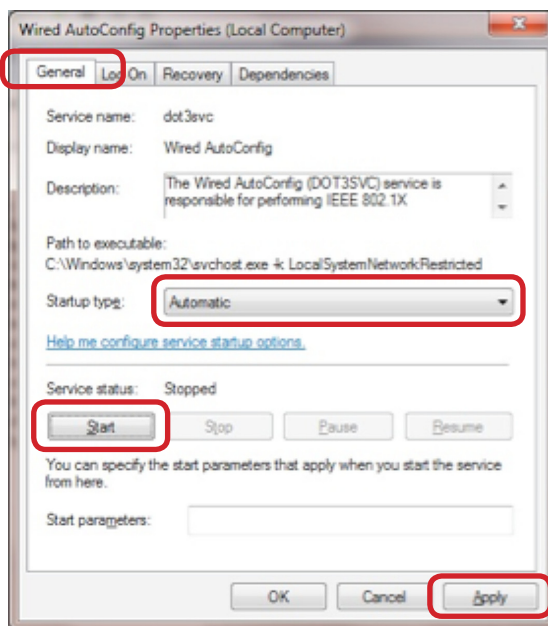 Wired AutoConfig Properties (Local Computer)
General Log On Recovery Dependencies
Service name: dot3svc
Display name: Wired AutoConfig
Description: The Wired AutoConfig (DOT3SVC) service is
responsible for performing IEEE 802.1X
Path to executable:
C:\Windows\system32\svchost.exe -k LocalSystemNetworkRestricted
Startup type: Automatic
Help me configure service startup options.
Service status: Stopped
Start Stop Pause Resume
You can specify the start parameters that apply when you start the service
from here.
Start parameters:
OK Cancel Apply